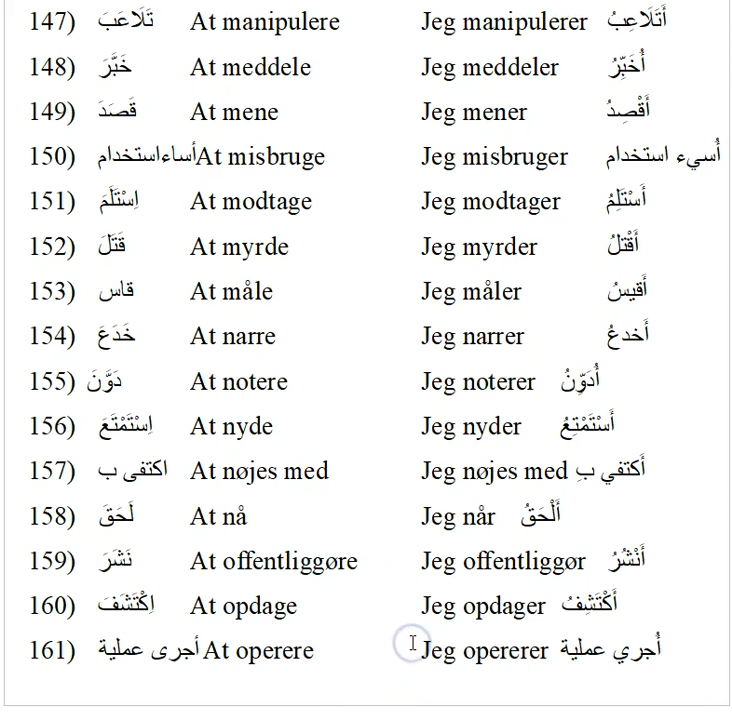 147) تَلَاعَبَ At manipulere Jeg manipulerer أَتَلَاعِبُ
148) خَبَّرَ At meddele Jeg meddeler أُخَبِّرُ
149) قَصَدَ At mene Jeg mener أَقْصِدُ
150) أساءاستخدام At misbruge Jeg misbruger أُسيء استخدام
151) اِسْتَلَمَ At modtage Jeg modtager أَسْتَلِمُ
152) قَتَلَ At myrde Jeg myrder أَقْتلُ
153) قاس At måle Jeg måler أَقيسُ
154) خَدَعَ At narre Jeg narrer أَخدعُ
155) دَوَّنَ At notere Jeg noterer أُدَوِّنُ
156) اِسْتَمْتَعَ At nyde Jeg nyder أَسْتَمْتِعُ
157) اكتفى ب At nøjes med Jeg nøjes med أَكتفي بِ
158) لَحَقَ At nå Jeg når أَلْحَقُ
159) نَشَرَ At offentliggøre Jeg offentliggør أَنْشُرُ
160) اِكْتَشَفَ At opdage Jeg opdager أَكْتَشِفُ
161) أجرى عملية At operere Jeg opererer أُجري عملية